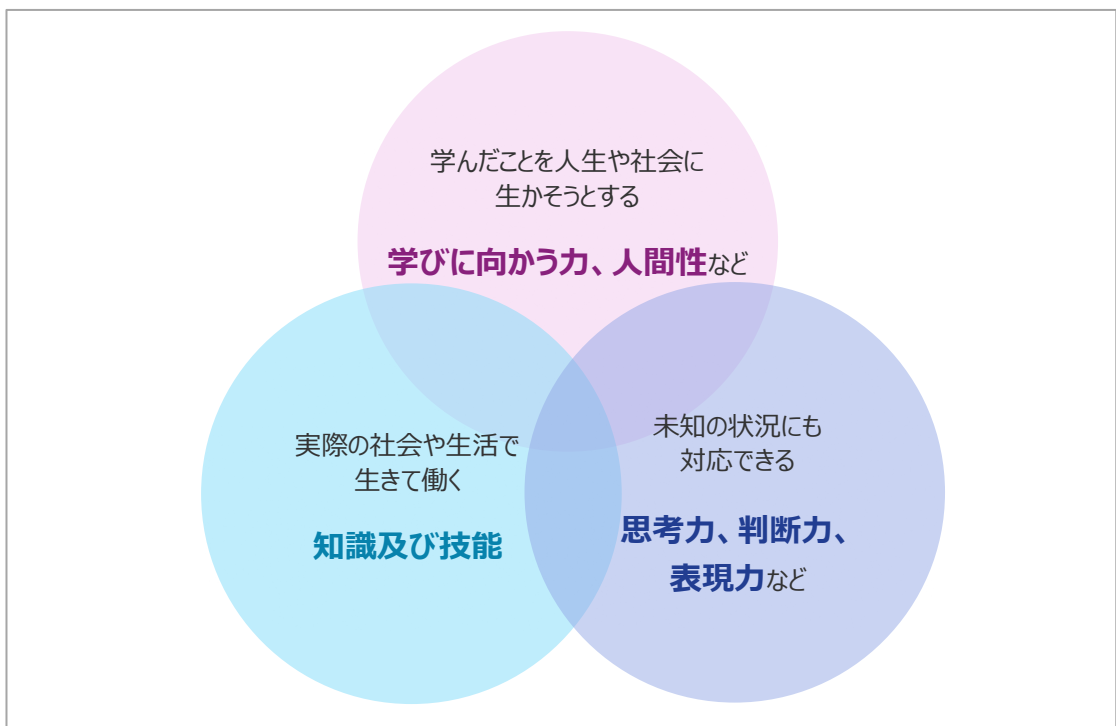 学んだことを人生や社会に
生かそうとする
学びに向かう力、人間性など
実際の社会や生活で
生きて働く
知識及び技能
未知の状況にも
対応できる
思考力、判断力、
表現力など